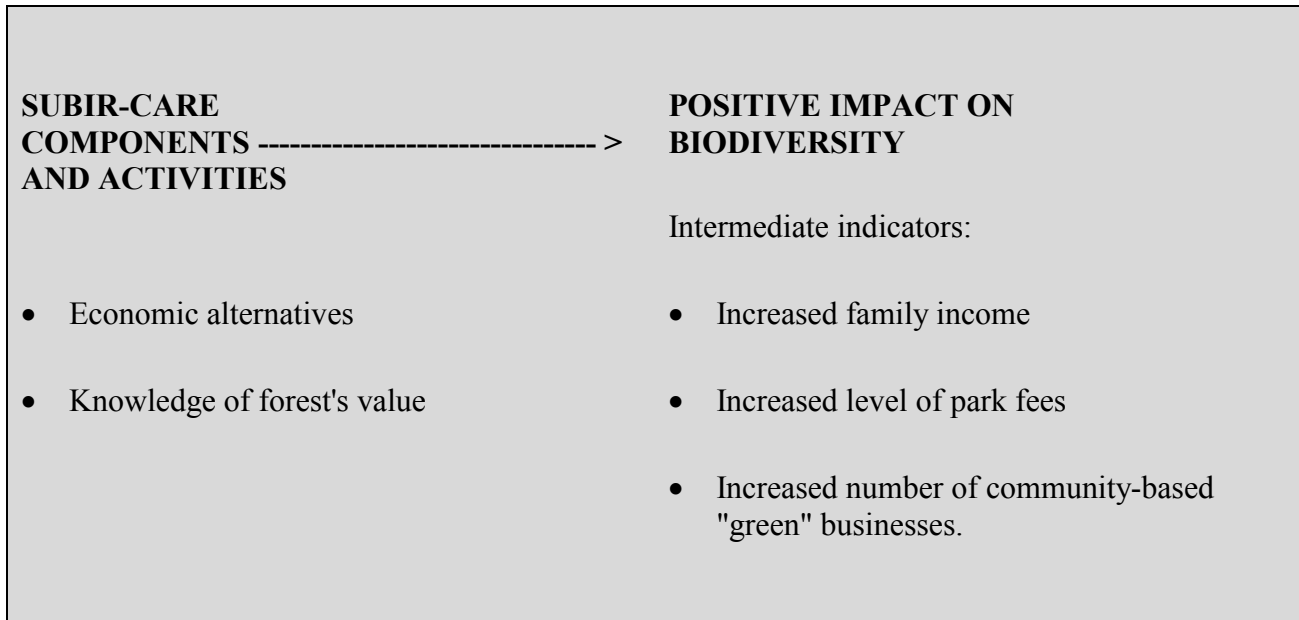 SUBIR-CARE
COMPONENTS -------------------------------- >
AND ACTIVITIES
• Economic alternatives
• Knowledge of forest's value
POSITIVE IMPACT ON
BIODIVERSITY
Intermediate indicators:
• Increased family income
• Increased level of park fees
• Increased number of community-based
"green" businesses.